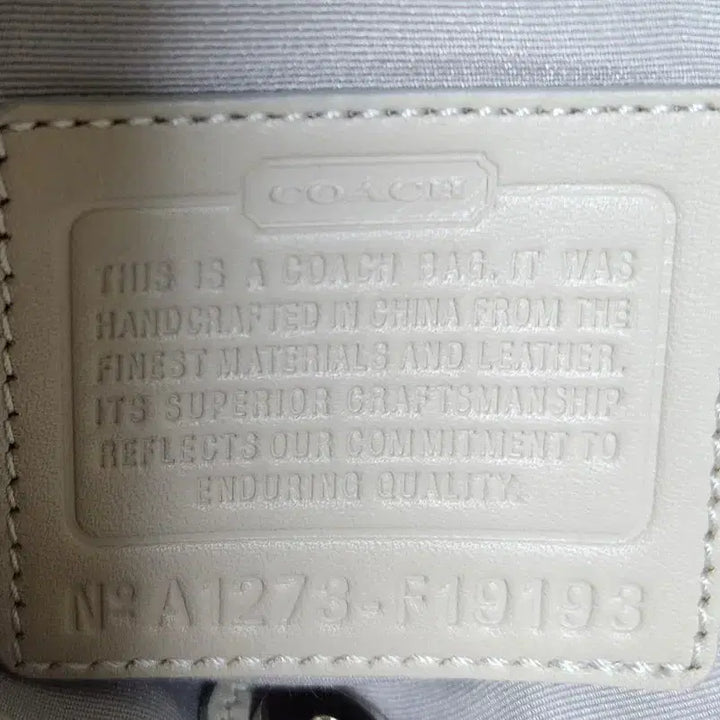 COACH
THIS IS A COACH BAG. IT WAS
HANDCRAFTED IN CHINA FROM THE
FINEST MATERIALS AND LEATHER.
ITS SUPERIOR CRAFTSMANSHIP
REFLECTS OUR COMMITMENT TO
ENDURING QUALITY.
Nº A1273-F19193